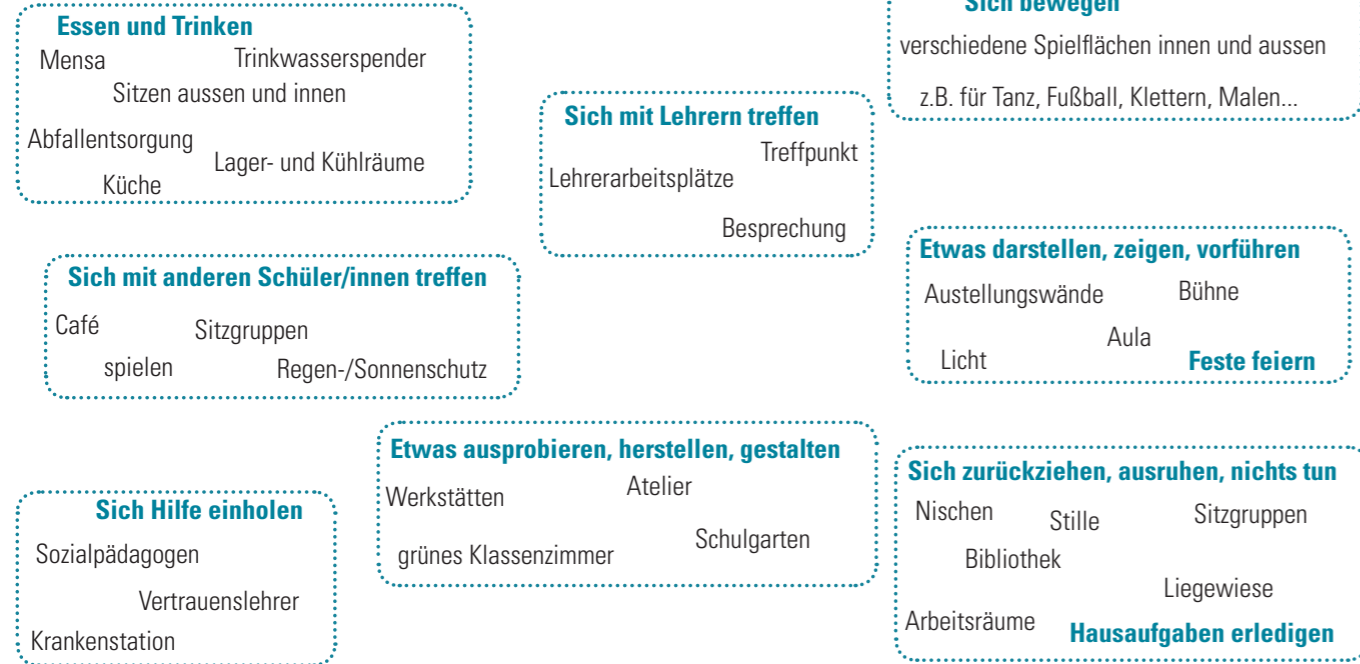 Essen und Trinken
Mensa
Trinkwasserspender
Sitzen aussen und innen
Abfallentsorgung
Lager- und Kühlräume
Küche
Sich bewegen
verschiedene Spielflächen innen und aussen
z.B. für Tanz, Fußball, Klettern, Malen...
Sich mit Lehrern treffen
Treffpunkt
Lehrerarbeitsplätze
Besprechung
Sich mit anderen Schüler/innen treffen
Café
Sitzgruppen
spielen
Regen-/Sonnenschutz
Etwas darstellen, zeigen, vorführen
Austellungswände
Bühne
Aula
Licht
Feste feiern
Etwas ausprobieren, herstellen, gestalten
Werkstätten
Atelier
grünes Klassenzimmer
Schulgarten
Sich zurückziehen, ausruhen, nichts tun
Nischen
Stille
Sitzgruppen
Bibliothek
Liegewiese
Arbeitsräume
Hausaufgaben erledigen
Sich Hilfe einholen
Sozialpädagogen
Vertrauenslehrer
Krankenstation